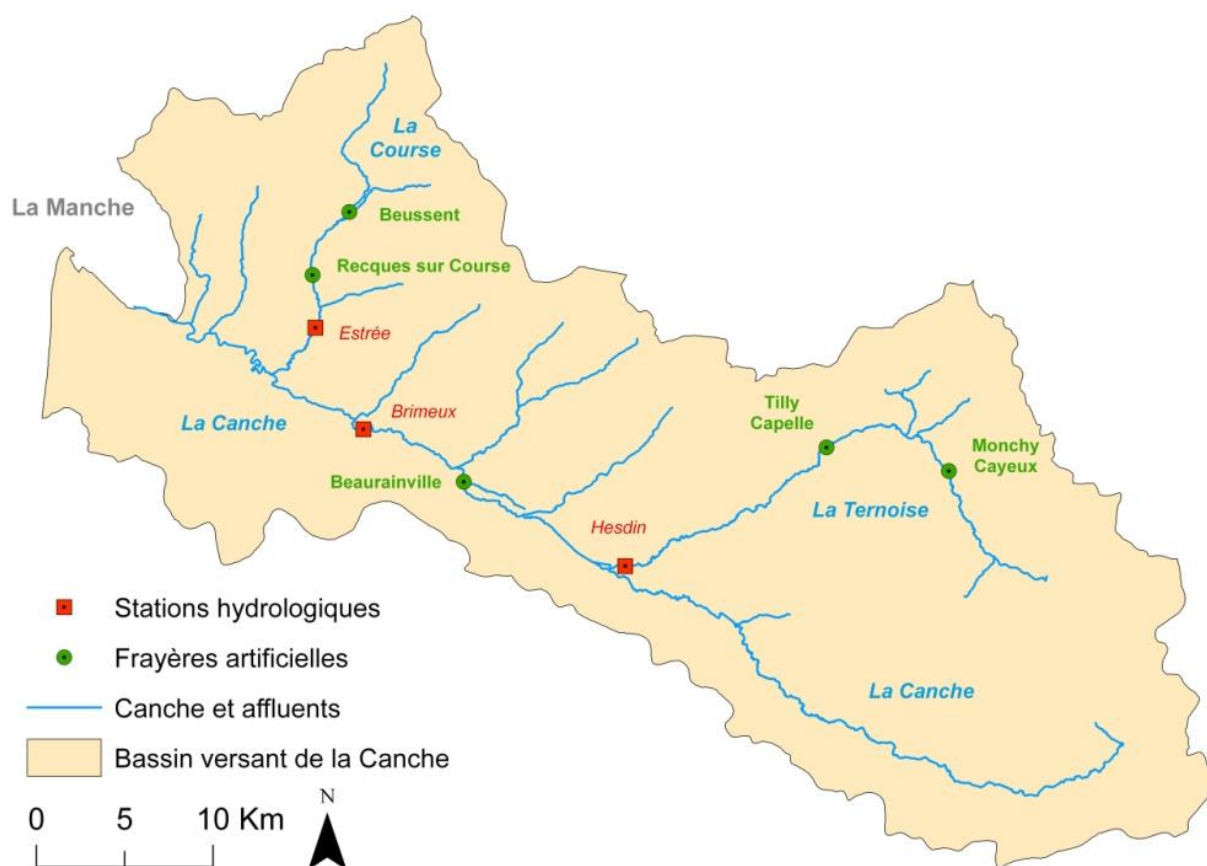 La
Course
La Manche
Beussent
Recques sur Course
Estrée
Brimeux
La Canche
Tilly
Capelle
Monchy
Cayeux
Beaurainville
La Ternoise
Hesdin
Stations hydrologiques
Frayères artificielles
La Canche
Canche et affluents
Bassin versant de la Canche
N
0 5 10 Km